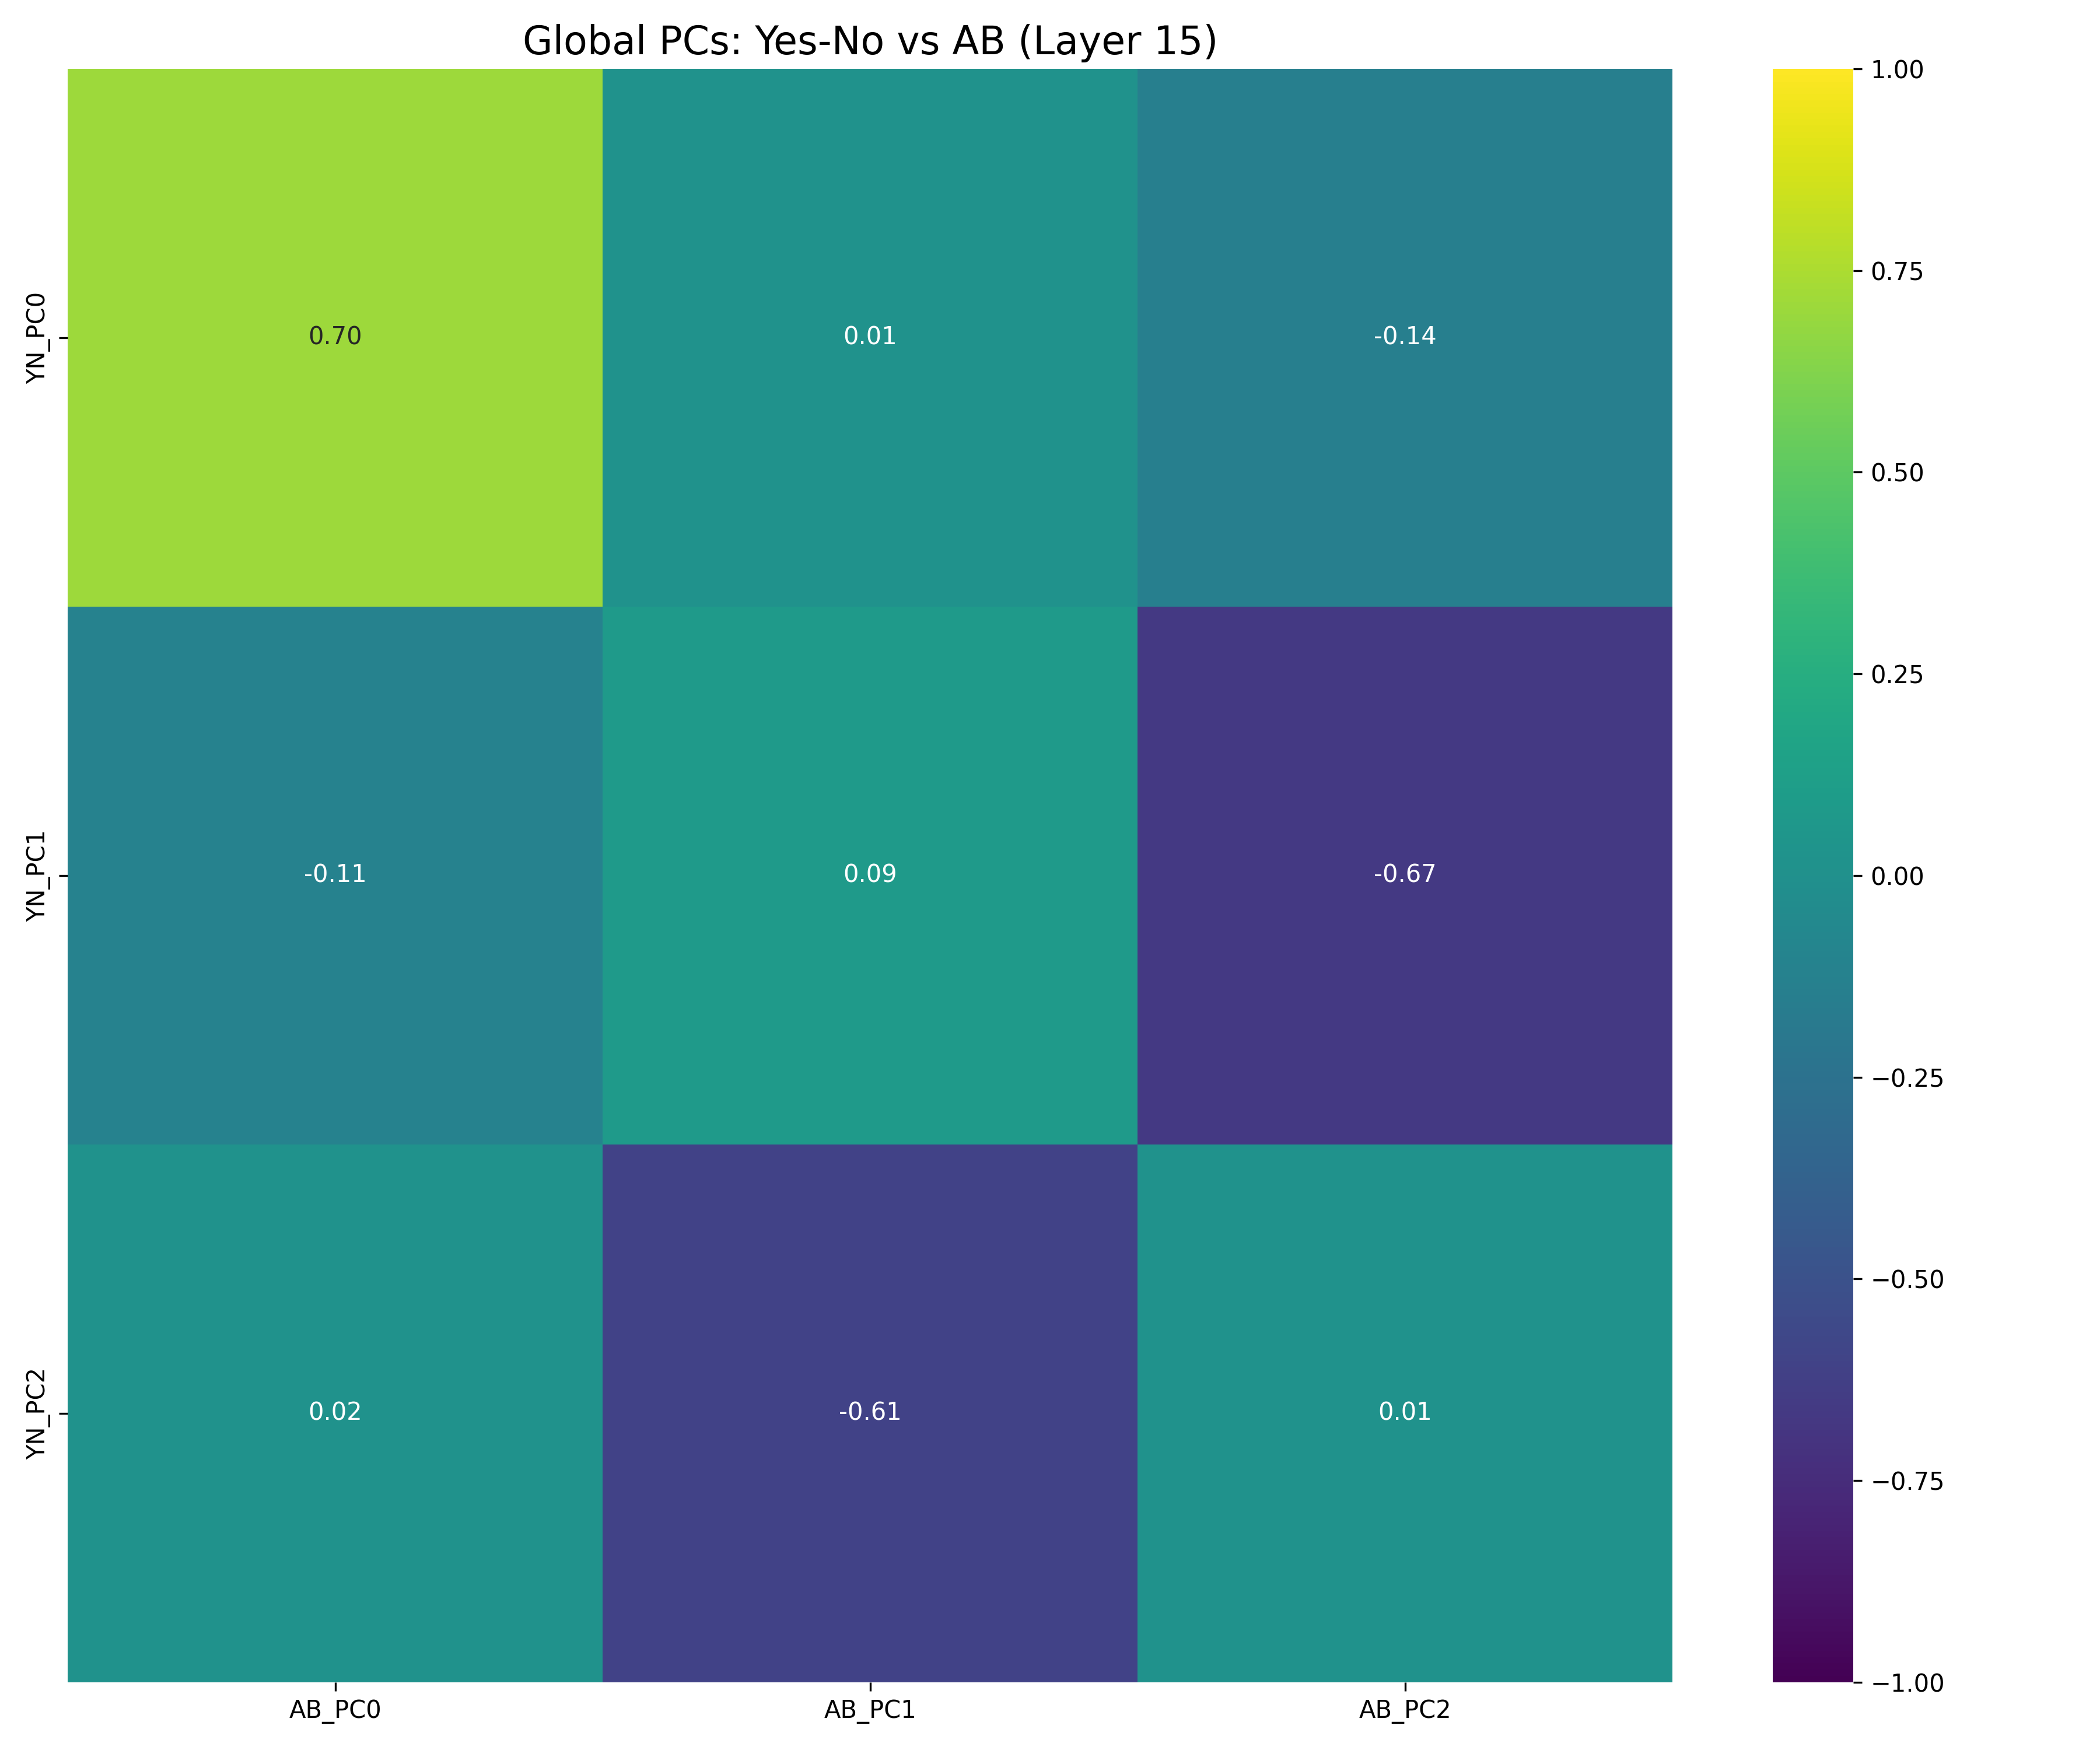 Global PCs: Yes-No vs AB (Layer 15)
YN_PC0
0.70
0.01
-0.14
YN_PC1
-0.11
0.09
-0.67
YN_PC2
0.02
-0.61
0.01
AB_PC0
AB_PC1
AB_PC2
1.00
0.75
0.50
0.25
0.00
−0.25
−0.50
−0.75
−1.00